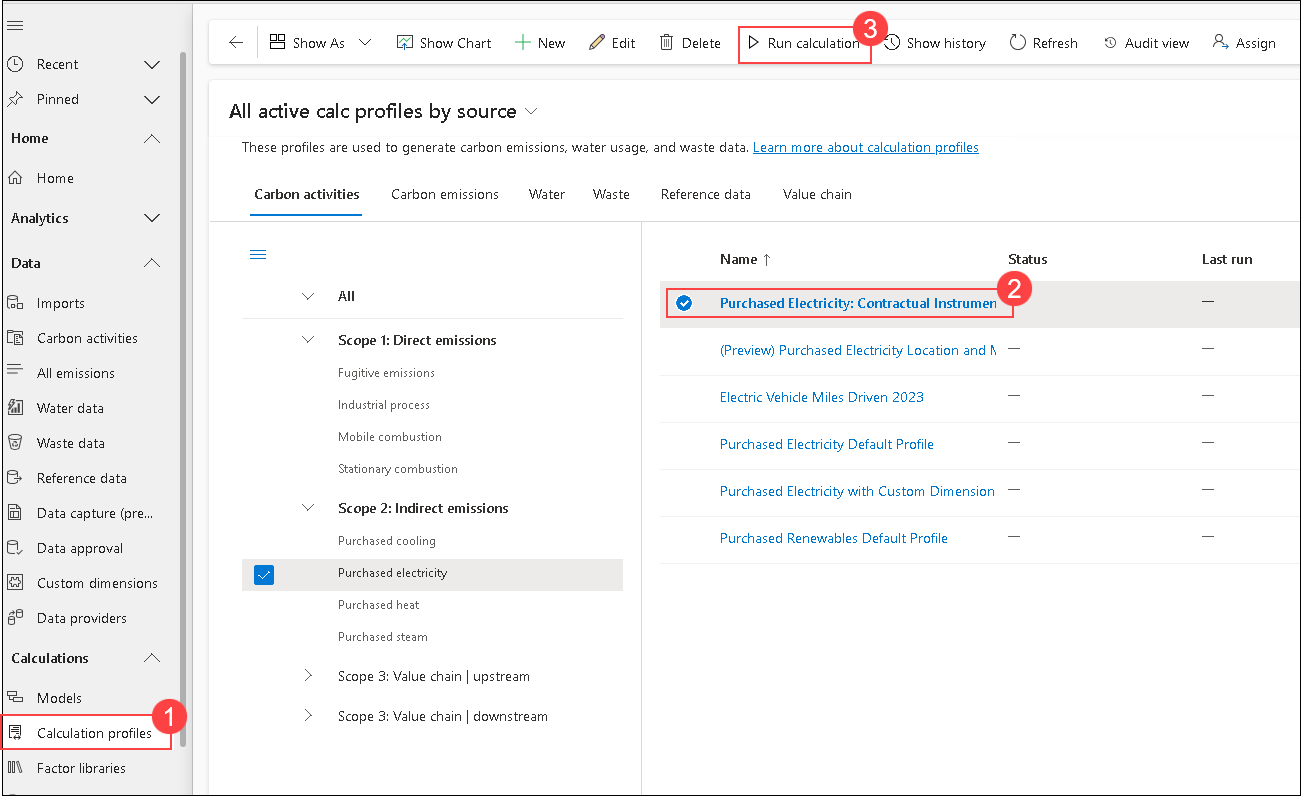 Show As
Show Chart
New
Edit
Delete
Run calculation
3
Show history
Refresh
Audit view
Assign
Recent
Pinned
Home
Home
Analytics
Data
Imports
Carbon activities
All emissions
Water data
Waste data
Reference data
Data capture (pre...
Data approval
Custom dimensions
Data providers
Calculations
Models
Calculation profiles
1
Factor libraries
All active calc profiles by source
These profiles are used to generate carbon emissions, water usage, and waste data. Learn more about calculation profiles
Carbon activities
Carbon emissions
Water
Waste
Reference data
Value chain
All
Scope 1: Direct emissions
Fugitive emissions
Industrial process
Mobile combustion
Stationary combustion
Scope 2: Indirect emissions
Purchased cooling
Purchased electricity
Purchased heat
Purchased steam
Scope 3: Value chain | upstream
Scope 3: Value chain | downstream
Name ↑
Status
Last run
Purchased Electricity: Contractual Instrumen
2
—
(Preview) Purchased Electricity Location and M
—
—
Electric Vehicle Miles Driven 2023
—
—
Purchased Electricity Default Profile
—
—
Purchased Electricity with Custom Dimension
—
—
Purchased Renewables Default Profile
—
—